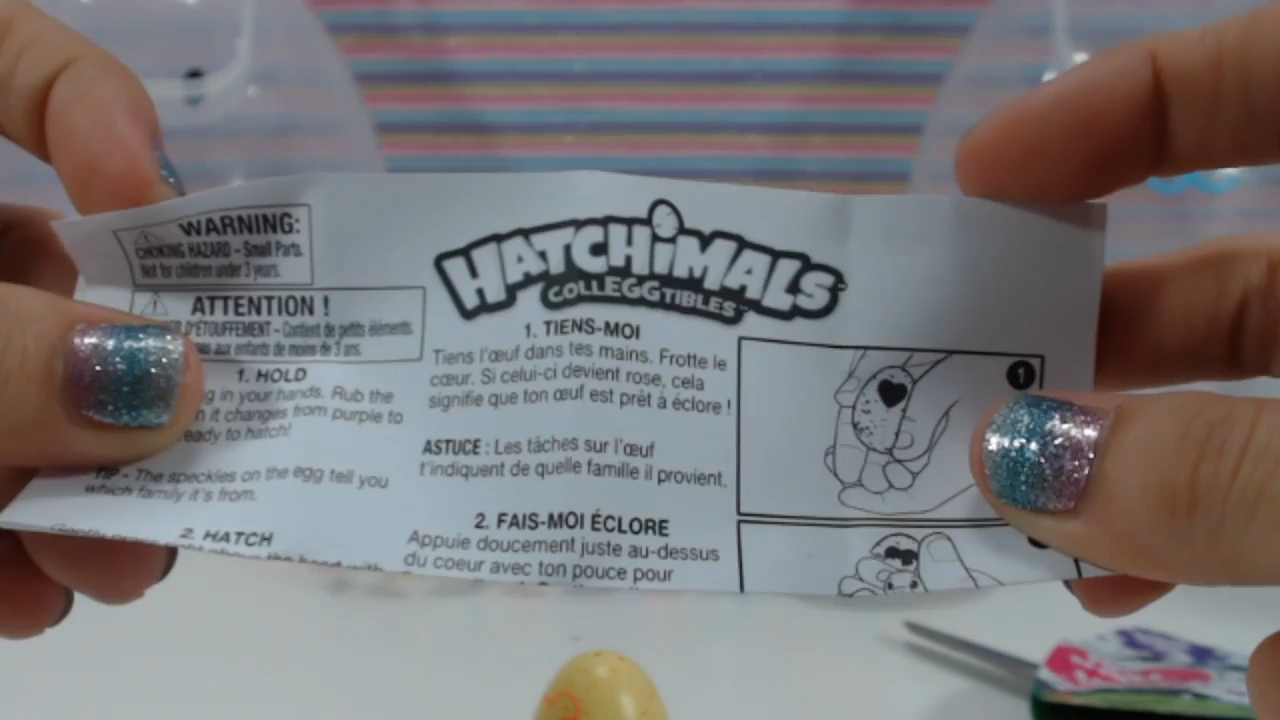 WARNING:
CHOKING HAZARD – Small Parts.
Not for children under 3 years.
ATTENTION !
D'ÉTOUFFEMENT – Contient de petits éléments.
pas aux enfants de moins de 3 ans.
1. HOLD
in your hands. Rub the
it changes from purple to
ready to hatch!
TIP - The speckles on the egg tell you
which family it's from.
2. HATCH
HATCHiMALS
COLLEGGTIBLES™
1. TIENS-MOI
Tiens l'œuf dans tes mains. Frotte le
cœur. Si celui-ci devient rose, cela
signifie que ton œuf est prêt à éclore !
ASTUCE : Les tâches sur l'œuf
t'indiquent de quelle famille il provient.
2. FAIS-MOI ÉCLORE
Appuie doucement juste au-dessus
du coeur avec ton pouce pour
1